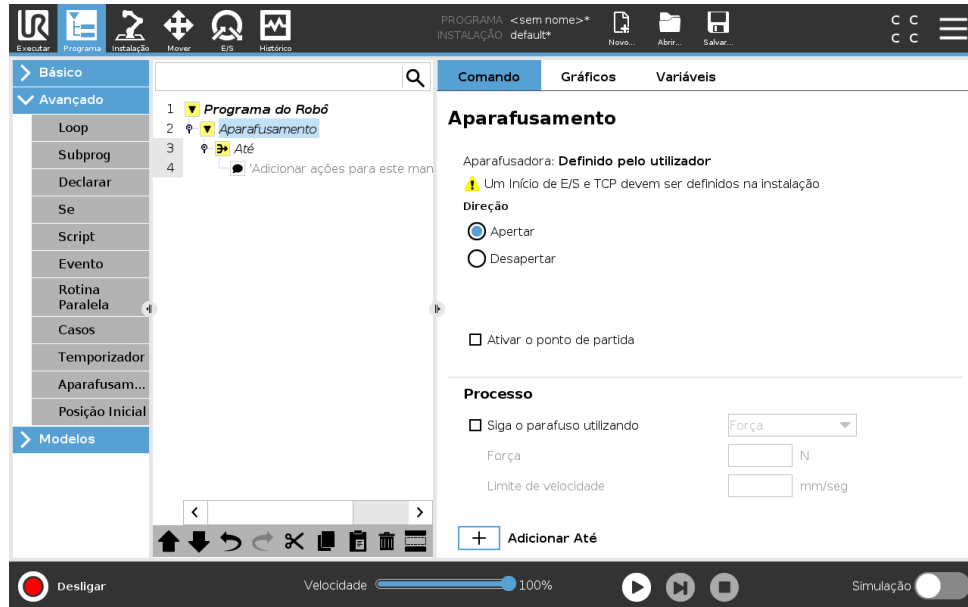 UR
PROGRAMA <sem nome>*
INSTALAÇÃO default*
Executar Programa Instalação Mover E/S Histórico
Novo... Abrir... Salvar...
C C
C C
Básico
Avançado
Loop
Subprog
Declarar
Se
Script
Evento
Rotina
Paralela
Casos
Temporizador
Aparafusam...
Posição Inicial
Modelos
1 Programa do Robô
2 Aparafusamento
3 Até
4 'Adicionar ações para este man
Comando Gráficos Variáveis
Aparafusamento
Aparafusadora: Definido pelo utilizador
Um Início de E/S e TCP devem ser definidos na instalação
Direção
Apertar
Desapertar
Ativar o ponto de partida
Processo
Siga o parafuso utilizando Força
Força N
Limite de velocidade mm/seg
+ Adicionar Até
Desligar Velocidade 100% Simulação